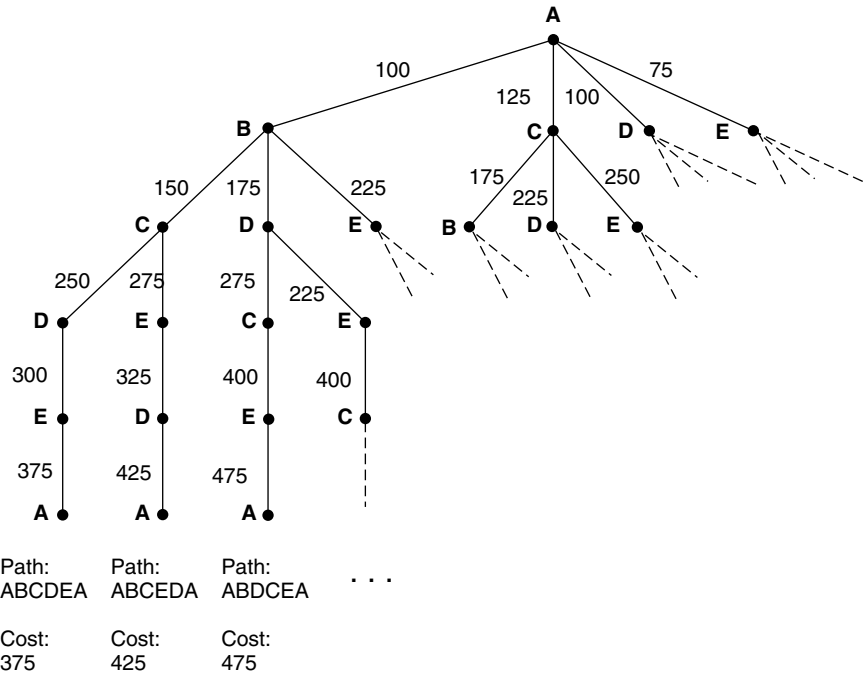 A
100
75
125
100
B
C
D
E
150
175
225
175
225
250
C
D
E
B
D
E
250
275
275
225
D
E
C
E
300
325
400
400
E
D
E
C
375
425
475
A
A
A
Path:
ABCDEA
Path:
ABCEDA
Path:
ABDCEA
. . .
Cost:
375
Cost:
425
Cost:
475